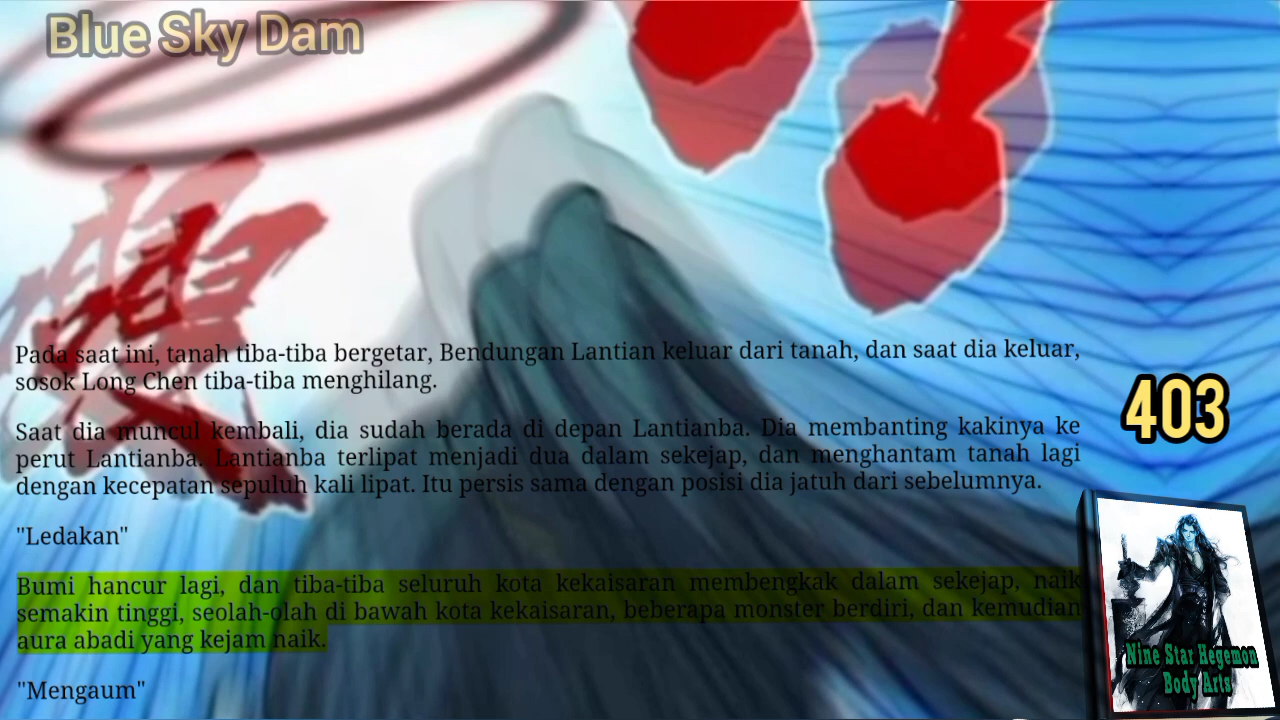 Blue Sky Dam
Pada saat ini, tanah tiba-tiba bergetar, Bendungan Lantian keluar dari tanah, dan saat dia keluar,
sosok Long Chen tiba-tiba menghilang.
Saat dia muncul kembali, dia sudah berada di depan Lantianba. Dia membanting kakinya ke
perut Lantianba. Lantianba terlipat menjadi dua dalam sekejap, dan menghantam tanah lagi
dengan kecepatan sepuluh kali lipat. Itu persis sama dengan posisi dia jatuh dari sebelumnya.
"Ledakan"
Bumi hancur lagi, dan tiba-tiba seluruh kota kekaisaran membengkak dalam sekejap, naik
semakin tinggi, seolah-olah di bawah kota kekaisaran, beberapa monster berdiri, dan kemudian
aura abadi yang kejam naik.
"Mengaum"
403
Nine Star Hegemon
Body Arts